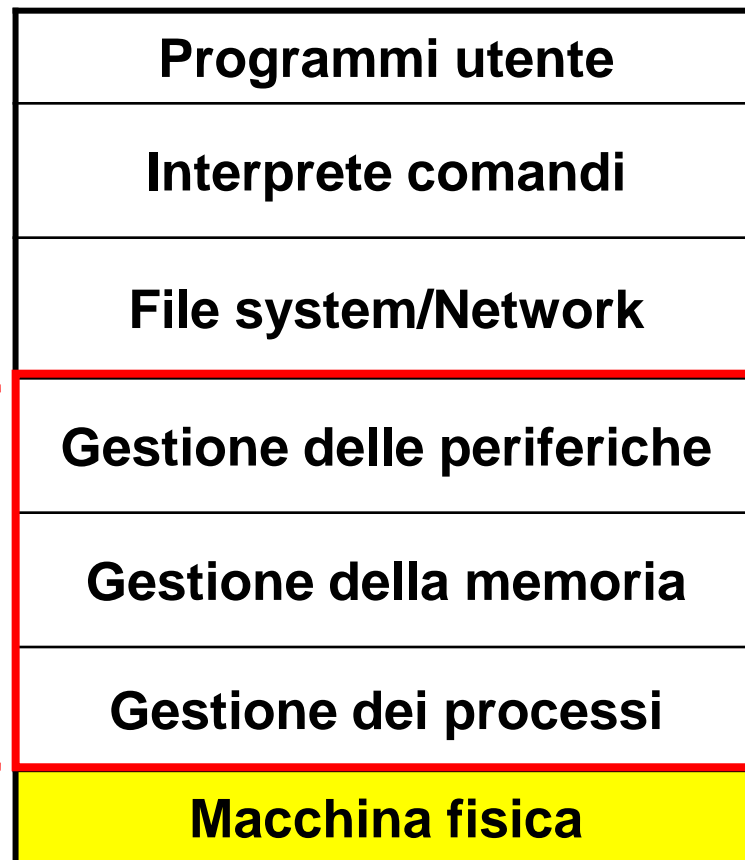 Programmi utente
Interprete comandi
File system/Network
Gestione delle periferiche
Gestione della memoria
Gestione dei processi
Macchina fisica